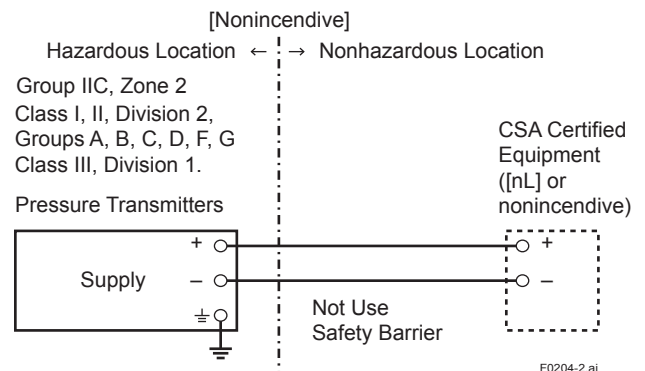 [Nonincendive]
Hazardous Location ← → Nonhazardous Location
Group IIC, Zone 2
Class I, II, Division 2,
Groups A, B, C, D, F, G
Class III, Division 1.
CSA Certified
Equipment
([nL] or
nonincendive)
Pressure Transmitters
Supply
+
–
+
–
Not Use
Safety Barrier
F0204-2.ai